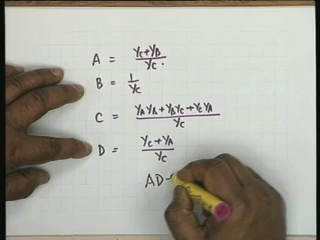 A = (Y_C + Y_B) / Y_C.
B = 1 / Y_C
C = (Y_A Y_B + Y_B Y_C + Y_C Y_A) / Y_C
D = (Y_C + Y_A) / Y_C
AD-